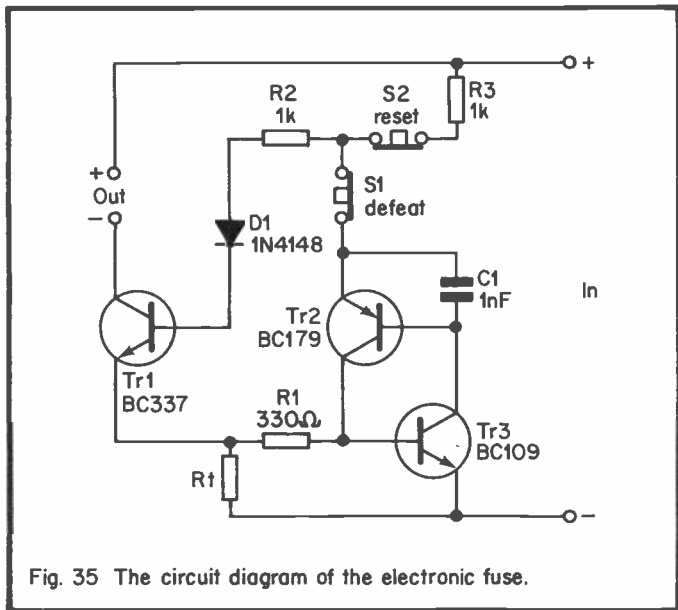 +
R3
1k
S2
reset
R2
1k
+
Out
−
S1
defeat
D1
1N4148
C1
1nF
In
Tr2
BC179
Tr1
BC337
R1
330Ω
Tr3
BC109
Rt
−
Fig. 35 The circuit diagram of the electronic fuse.